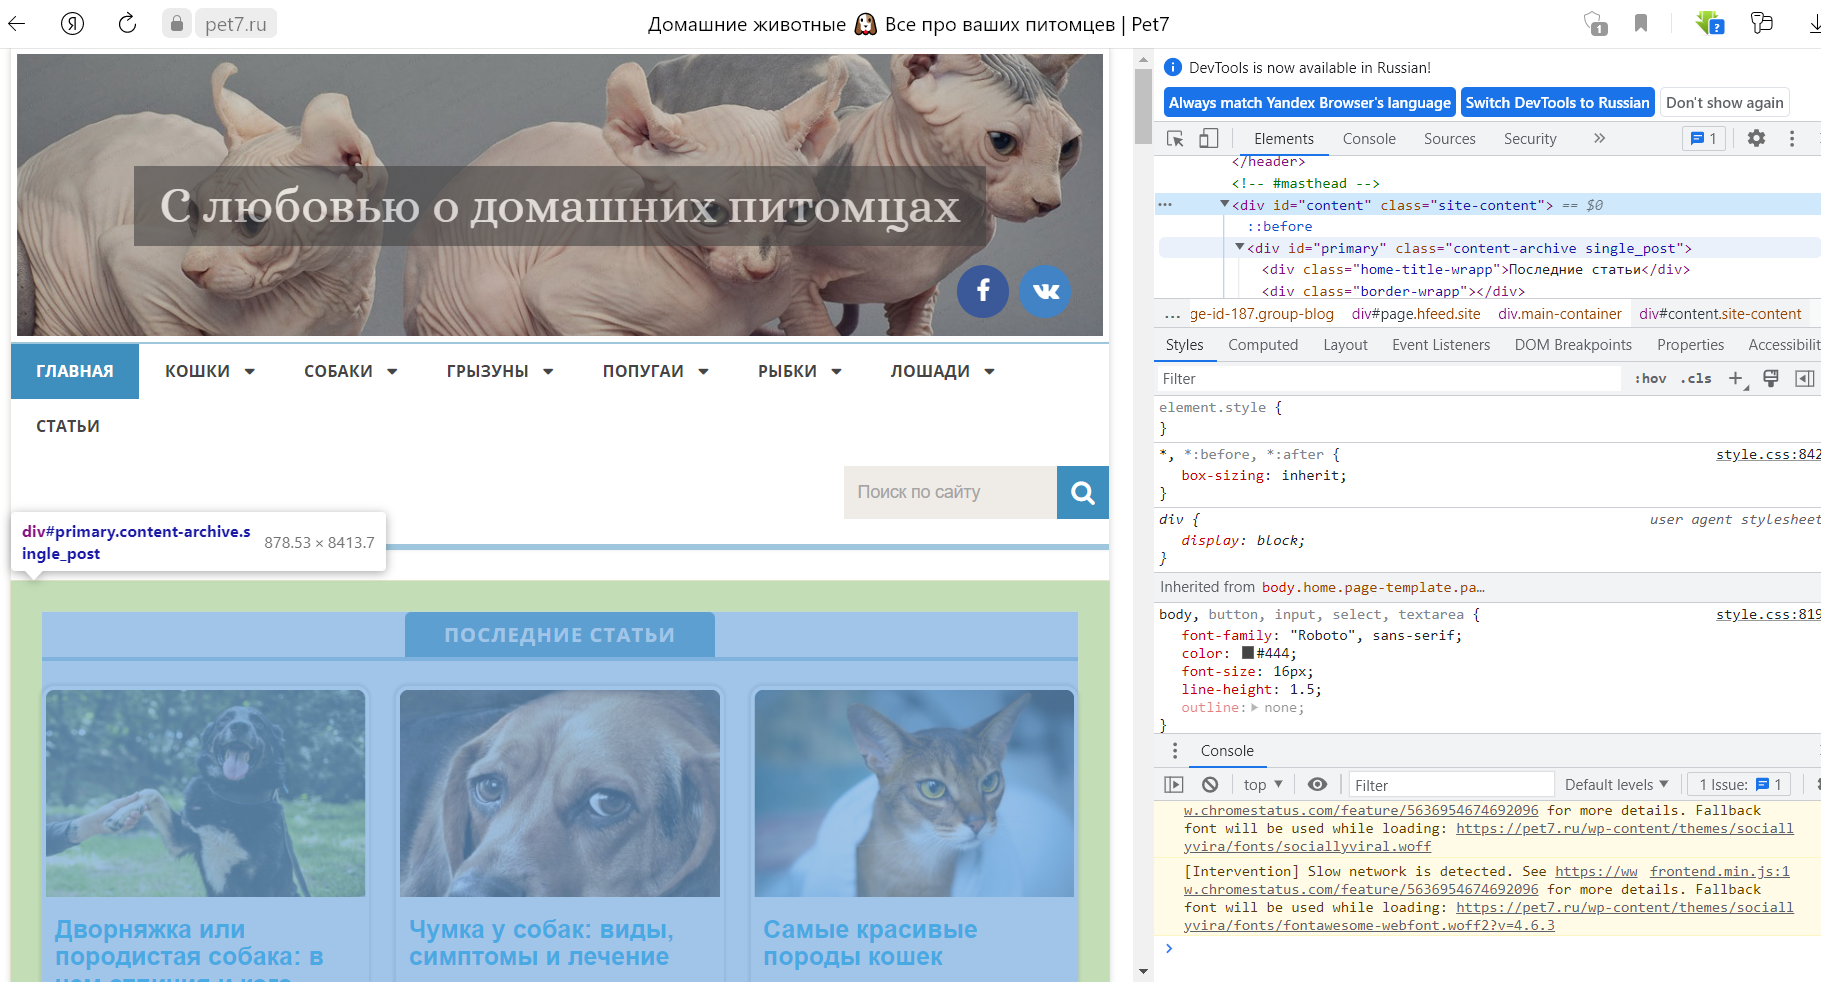 pet7.ru
Домашние животные 🐶 Все про ваших питомцев | Pet7
1
?
С любовью о домашних питомцах
ГЛАВНАЯ
КОШКИ
СОБАКИ
ГРЫЗУНЫ
ПОПУГАИ
РЫБКИ
ЛОШАДИ
СТАТЬИ
Поиск по сайту
div#primary.content-archive.s
ingle_post
878.53 × 8413.7
ПОСЛЕДНИЕ СТАТЬИ
Дворняжка или
породистая собака: в
чем отличия и кого
Чумка у собак: виды,
симптомы и лечение
Самые красивые
породы кошек
DevTools is now available in Russian!
Always match Yandex Browser's language
Switch DevTools to Russian
Don't show again
Elements
Console
Sources
Security
»
1
</header>
<!-- #masthead -->
<div id="content" class="site-content"> == $0
::before
<div id="primary" class="content-archive single_post">
<div class="home-title-wrapp">Последние статьи</div>
<div class="border-wrapp"></div>
... ge-id-187.group-blog div#page.hfeed.site div.main-container div#content.site-content
Styles
Computed
Layout
Event Listeners
DOM Breakpoints
Properties
Accessibilit
Filter
:hov .cls +
element.style {
}
*, *:before, *:after { style.css:842
box-sizing: inherit;
}
div { user agent stylesheet
display: block;
}
Inherited from body.home.page-template.pa…
body, button, input, select, textarea { style.css:819
font-family: "Roboto", sans-serif;
color: #444;
font-size: 16px;
line-height: 1.5;
outline: none;
}
Console
top
Filter
Default levels
1 Issue: 1
w.chromestatus.com/feature/5636954674692096 for more details. Fallback
font will be used while loading: https://pet7.ru/wp-content/themes/sociall
yvira/fonts/sociallyviral.woff
[Intervention] Slow network is detected. See https://ww frontend.min.js:1
w.chromestatus.com/feature/5636954674692096 for more details. Fallback
font will be used while loading: https://pet7.ru/wp-content/themes/sociall
yvira/fonts/fontawesome-webfont.woff2?v=4.6.3